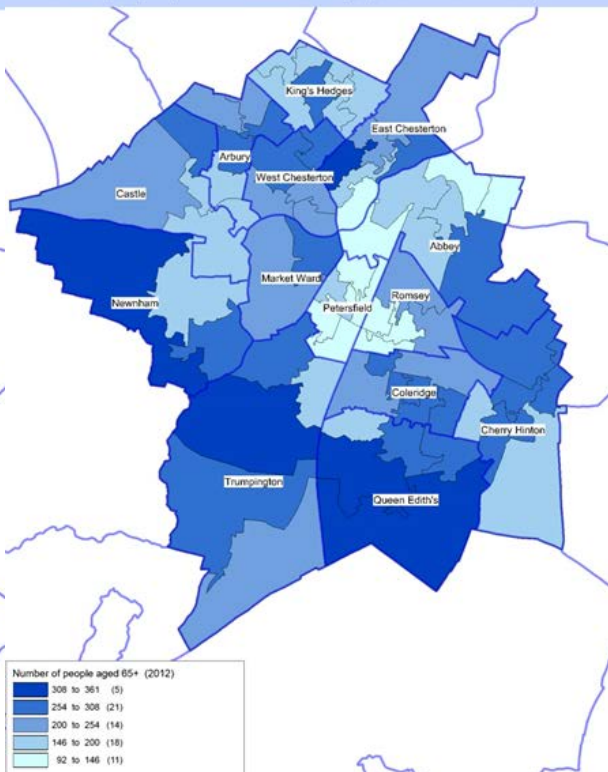 King's Hedges
East Chesterton
Arbury
West Chesterton
Castle
Abbey
Market Ward
Newnham
Romsey
Petersfield
Coleridge
Cherry Hinton
Trumpington
Queen Edith's
Number of people aged 65+ (2012)
308 to 361 (5)
254 to 308 (21)
200 to 254 (14)
146 to 200 (18)
92 to 146 (11)